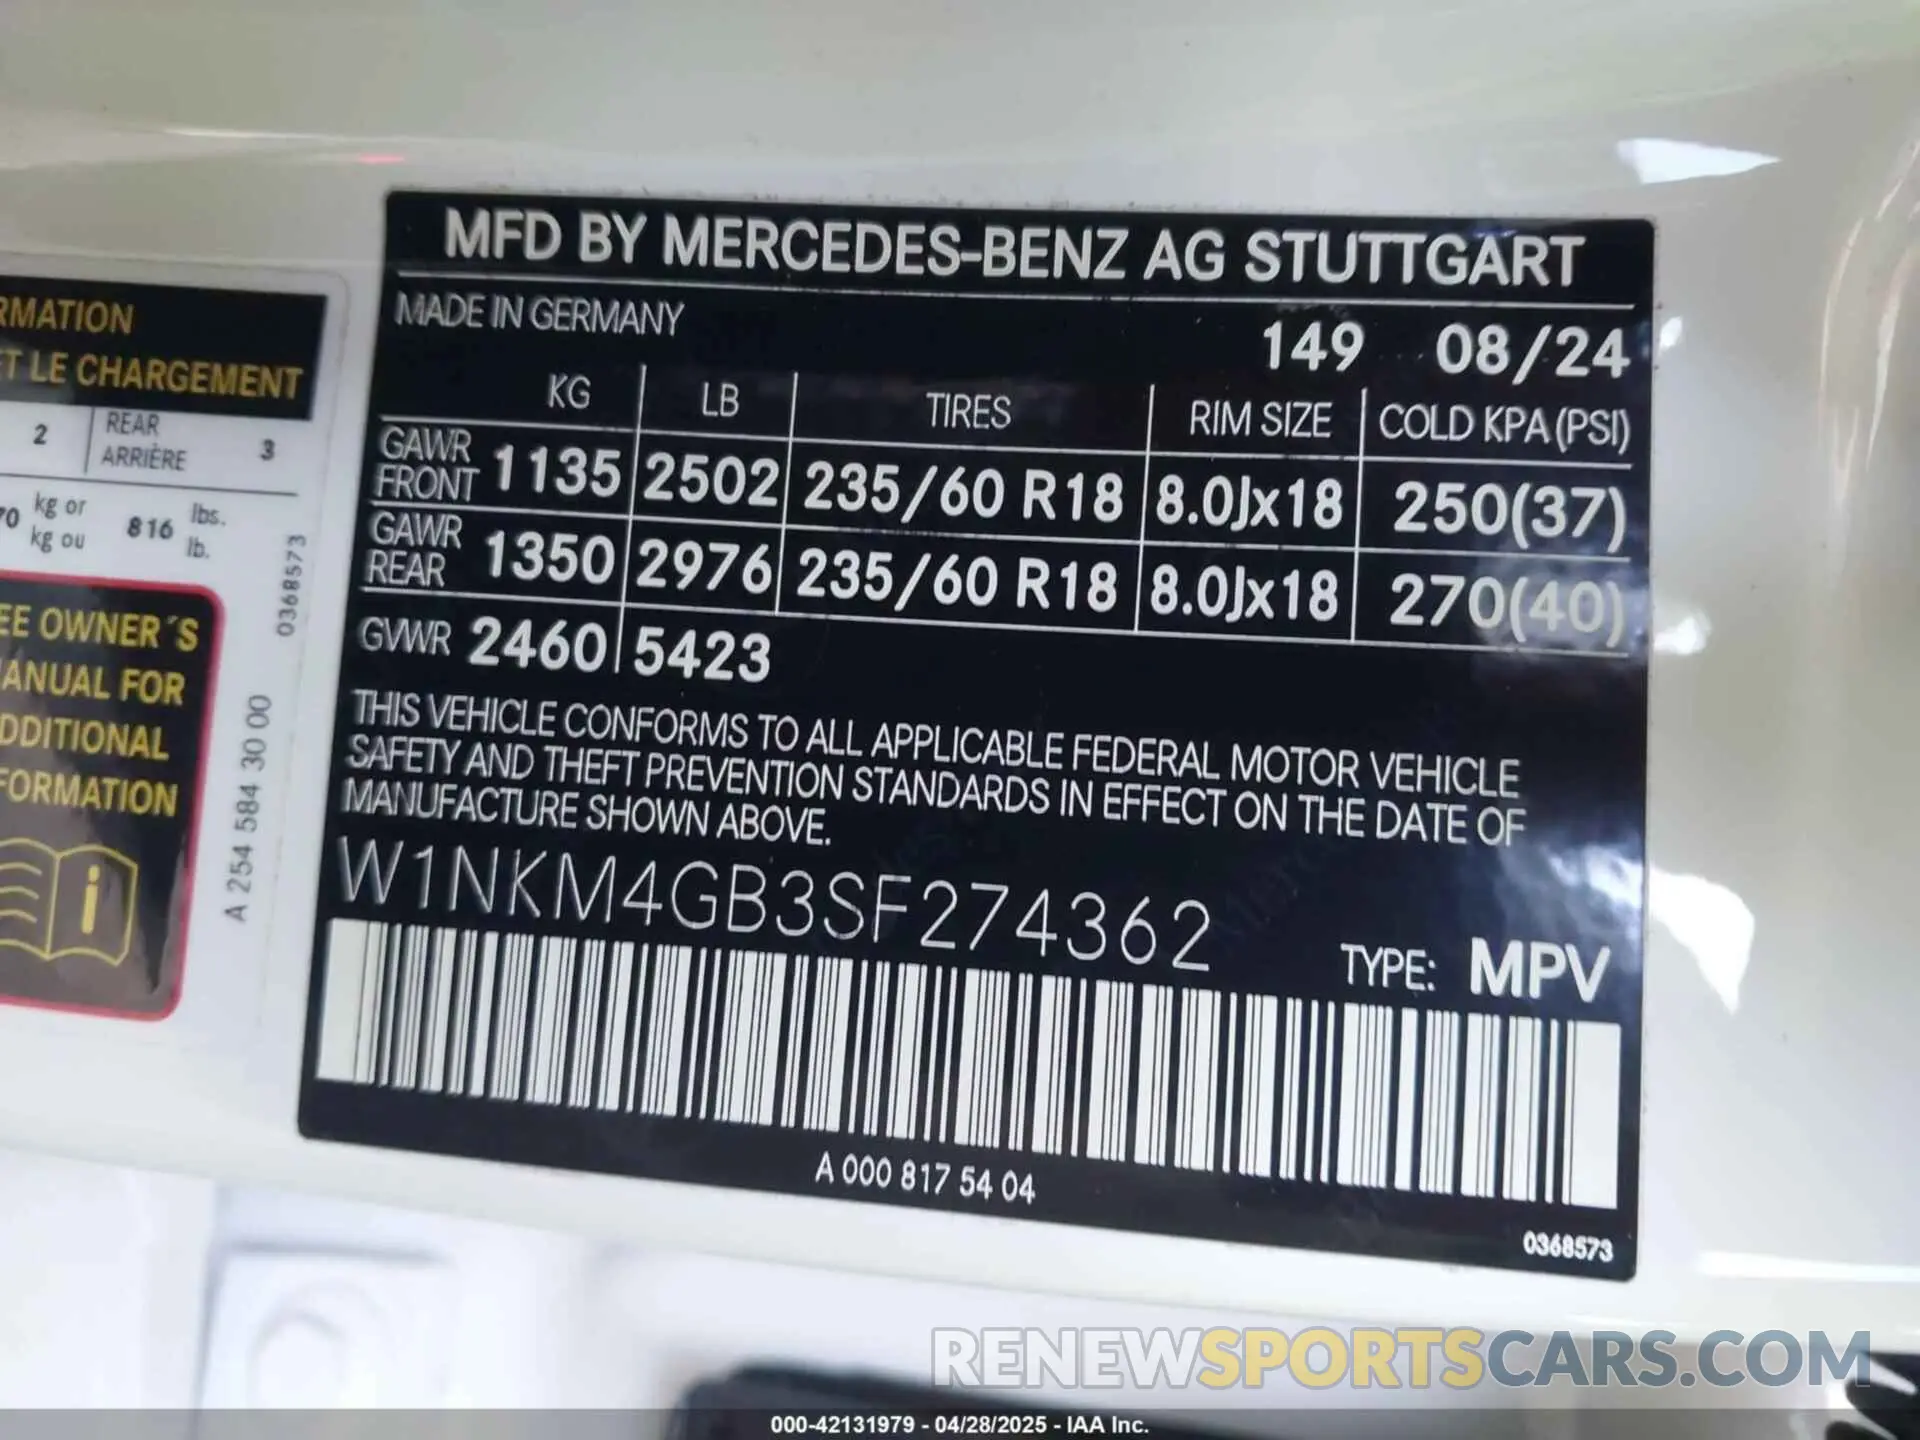 MFD BY MERCEDES-BENZ AG STUTTGART
MADE IN GERMANY
149 08/24
KG LB TIRES RIM SIZE COLD KPA (PSI)
GAWR FRONT 1135 2502 235/60 R18 8.0Jx18 250(37)
GAWR REAR 1350 2976 235/60 R18 8.0Jx18 270(40)
GVWR 2460 5423
THIS VEHICLE CONFORMS TO ALL APPLICABLE FEDERAL MOTOR VEHICLE
SAFETY AND THEFT PREVENTION STANDARDS IN EFFECT ON THE DATE OF
MANUFACTURE SHOWN ABOVE.
W1NKM4GB3SF274362
TYPE: MPV
A 000 817 54 04
0368573
RMATION
ET LE CHARGEMENT
2 REAR 3
ARRIÈRE
70 kg or 816 lbs.
kg ou lb.
0368573
EE OWNER´S
ANUAL FOR
DDITIONAL
FORMATION
i
A 254 584 30 00
RENEWSPORTSCARS.COM
000-42131979 - 04/28/2025 - IAA Inc.